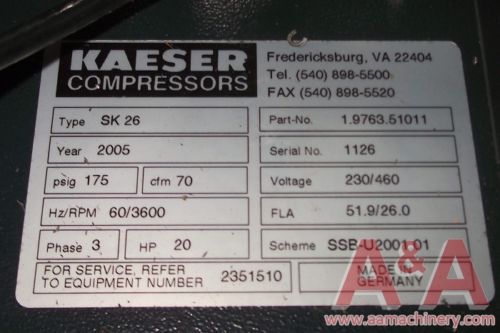 KAESER
COMPRESSORS
Fredericksburg, VA 22404
Tel. (540) 898-5500
FAX (540) 898-5520
Type SK 26
Part-No. 1.9763.51011
Year 2005
Serial No. 1126
psig 175 cfm 70
Voltage 230/460
Hz/RPM 60/3600
FLA 51.9/26.0
Phase 3 HP 20
Scheme SSB-U2001-01
FOR SERVICE, REFER
TO EQUIPMENT NUMBER 2351510
MADE IN
GERMANY
A&A
www.aamachinery.com